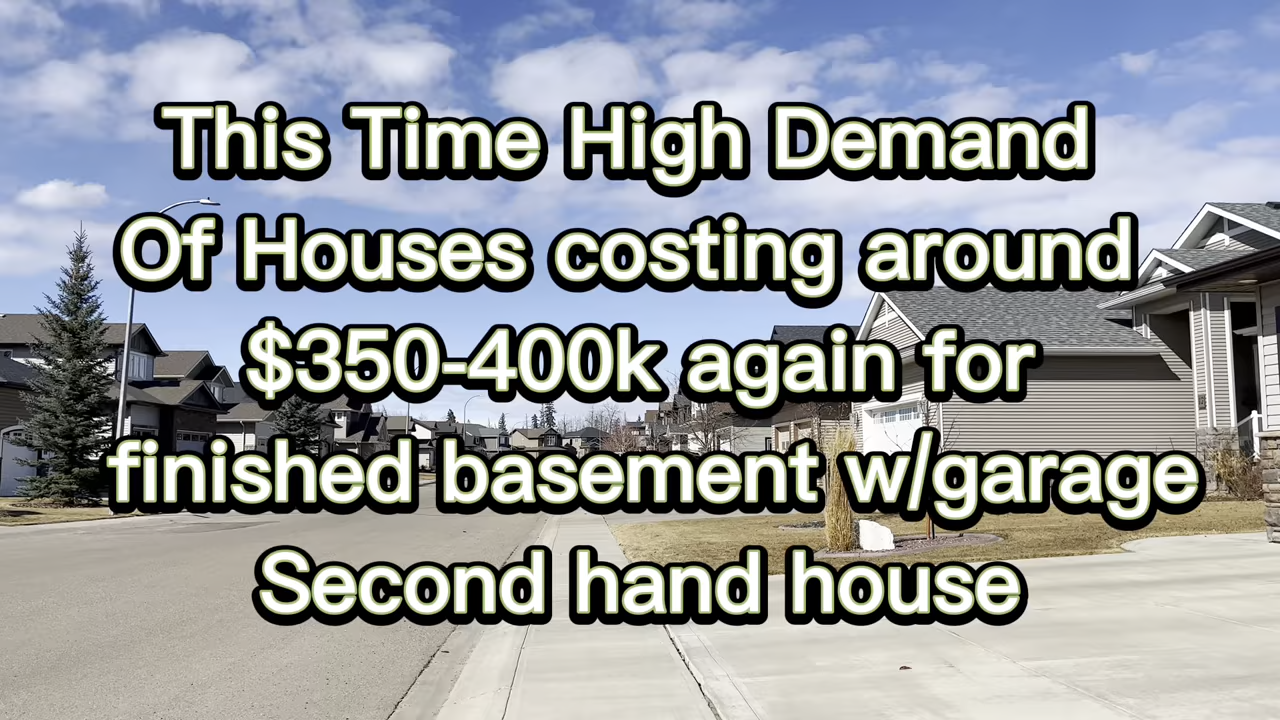 This Time High Demand
Of Houses costing around
$350-400k again for
finished basement w/garage
Second hand house